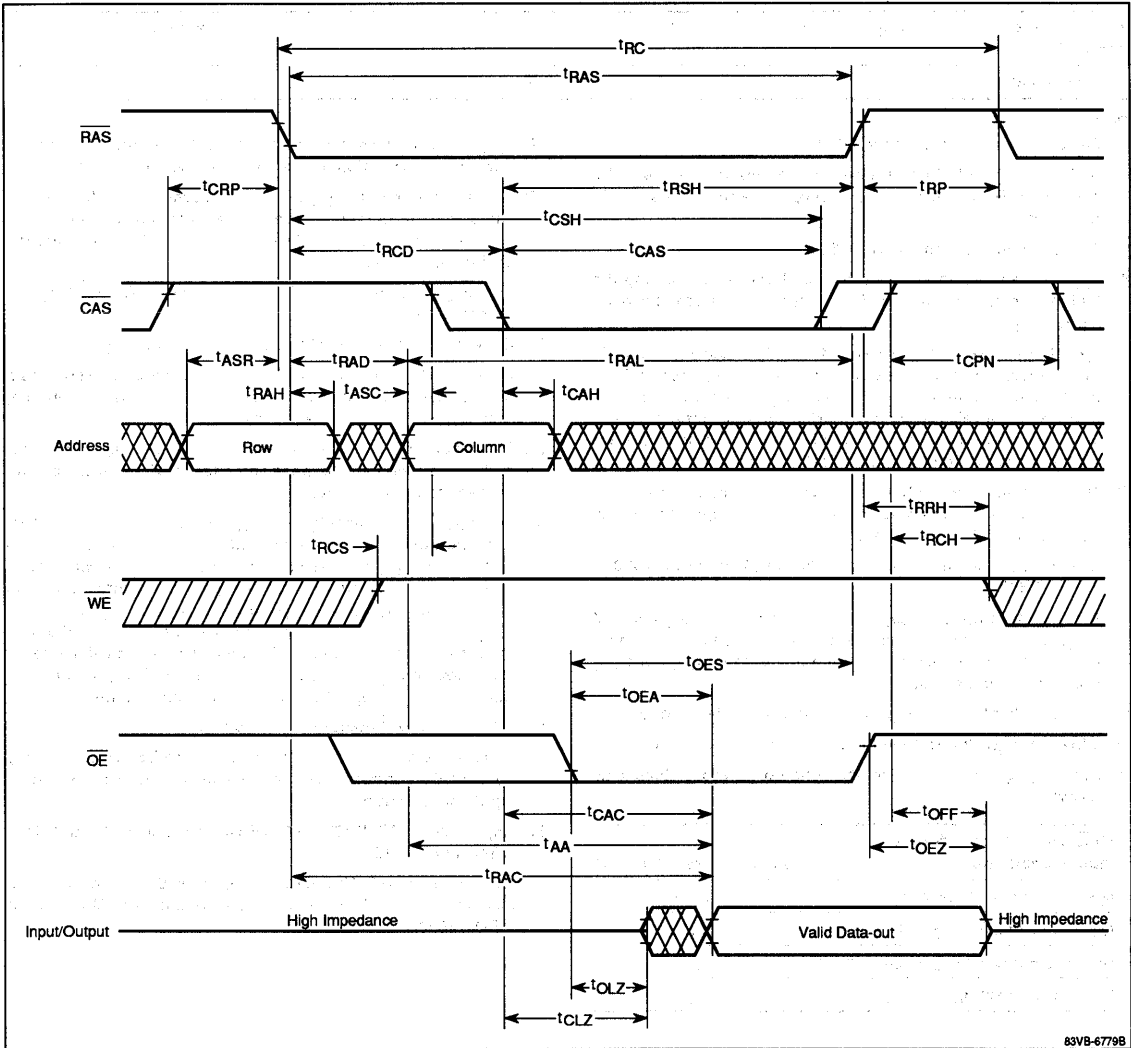 tRC
tRAS
RAS
tCRP
tRSH
tRP
tCSH
tRCD
tCAS
CAS
tASR
tRAD
tRAL
tCPN
tRAH
tASC
tCAH
Address
Row
Column
tRRH
tRCS
tRCH
WE
tOES
tOEA
OE
tCAC
tOFF
tAA
tOEZ
tRAC
High Impedance
High Impedance
Input/Output
Valid Data-out
tOLZ
tCLZ
83VB-6779B